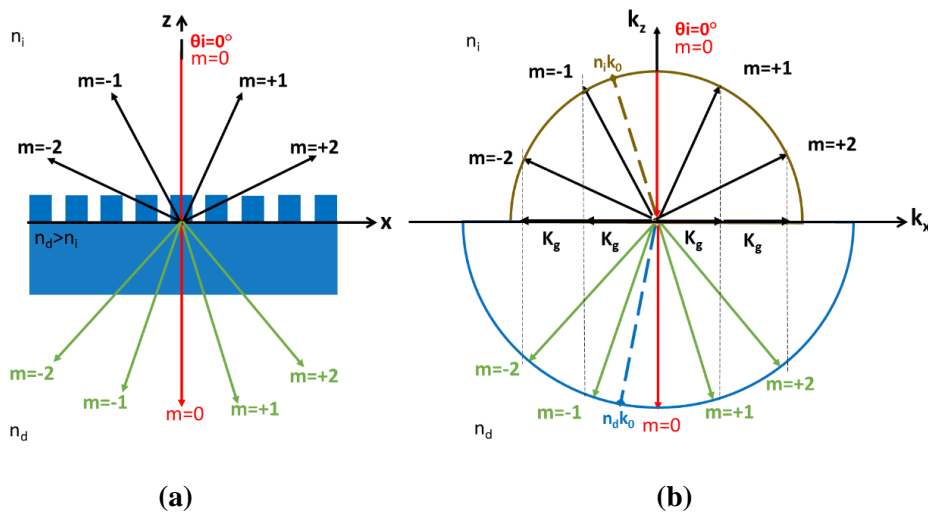 n_i
z
θi=0°
m=0
m=-1
m=+1
m=-2
m=+2
n_d>n_i
x
m=-2
m=-1
m=0
m=+1
m=+2
n_d
(a)
n_i
k_z
θi=0°
m=0
n_ik_0
m=-1
m=+1
m=-2
m=+2
K_g
K_g
K_g
K_g
k_x
m=-2
m=-1
n_dk_0
m=0
m=+1
m=+2
n_d
(b)